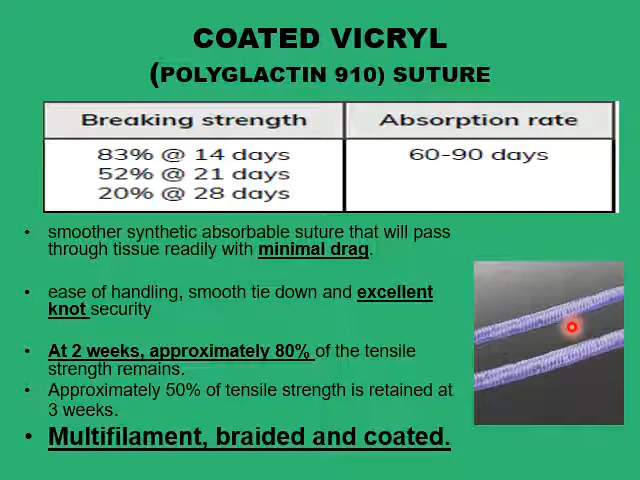 COATED VICRYL
(POLYGLACTIN 910) SUTURE
Breaking strength
Absorption rate
83% @ 14 days
60-90 days
52% @ 21 days
20% @ 28 days
• smoother synthetic absorbable suture that will pass
through tissue readily with minimal drag.
• ease of handling, smooth tie down and excellent
knot security
• At 2 weeks, approximately 80% of the tensile
strength remains.
• Approximately 50% of tensile strength is retained at
3 weeks.
• Multifilament, braided and coated.